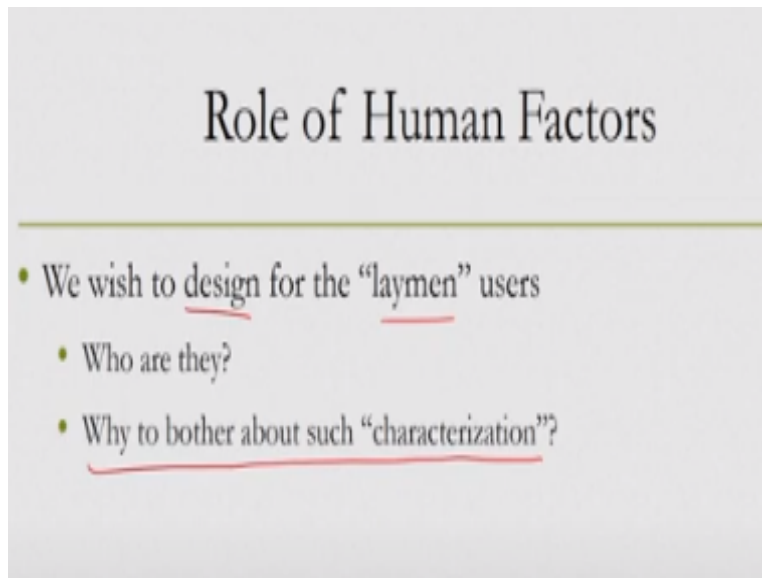 Role of Human Factors
• We wish to design for the “laymen” users
• Who are they?
• Why to bother about such “characterization”?